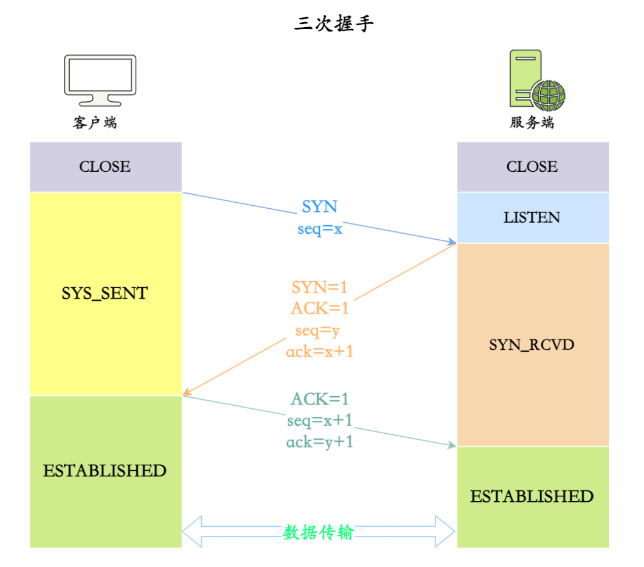 三次握手
客户端
服务端
CLOSE
CLOSE
SYN
seq=x
LISTEN
SYS_SENT
SYN=1
ACK=1
seq=y
ack=x+1
SYN_RCVD
ACK=1
seq=x+1
ack=y+1
ESTABLISHED
ESTABLISHED
数据传输